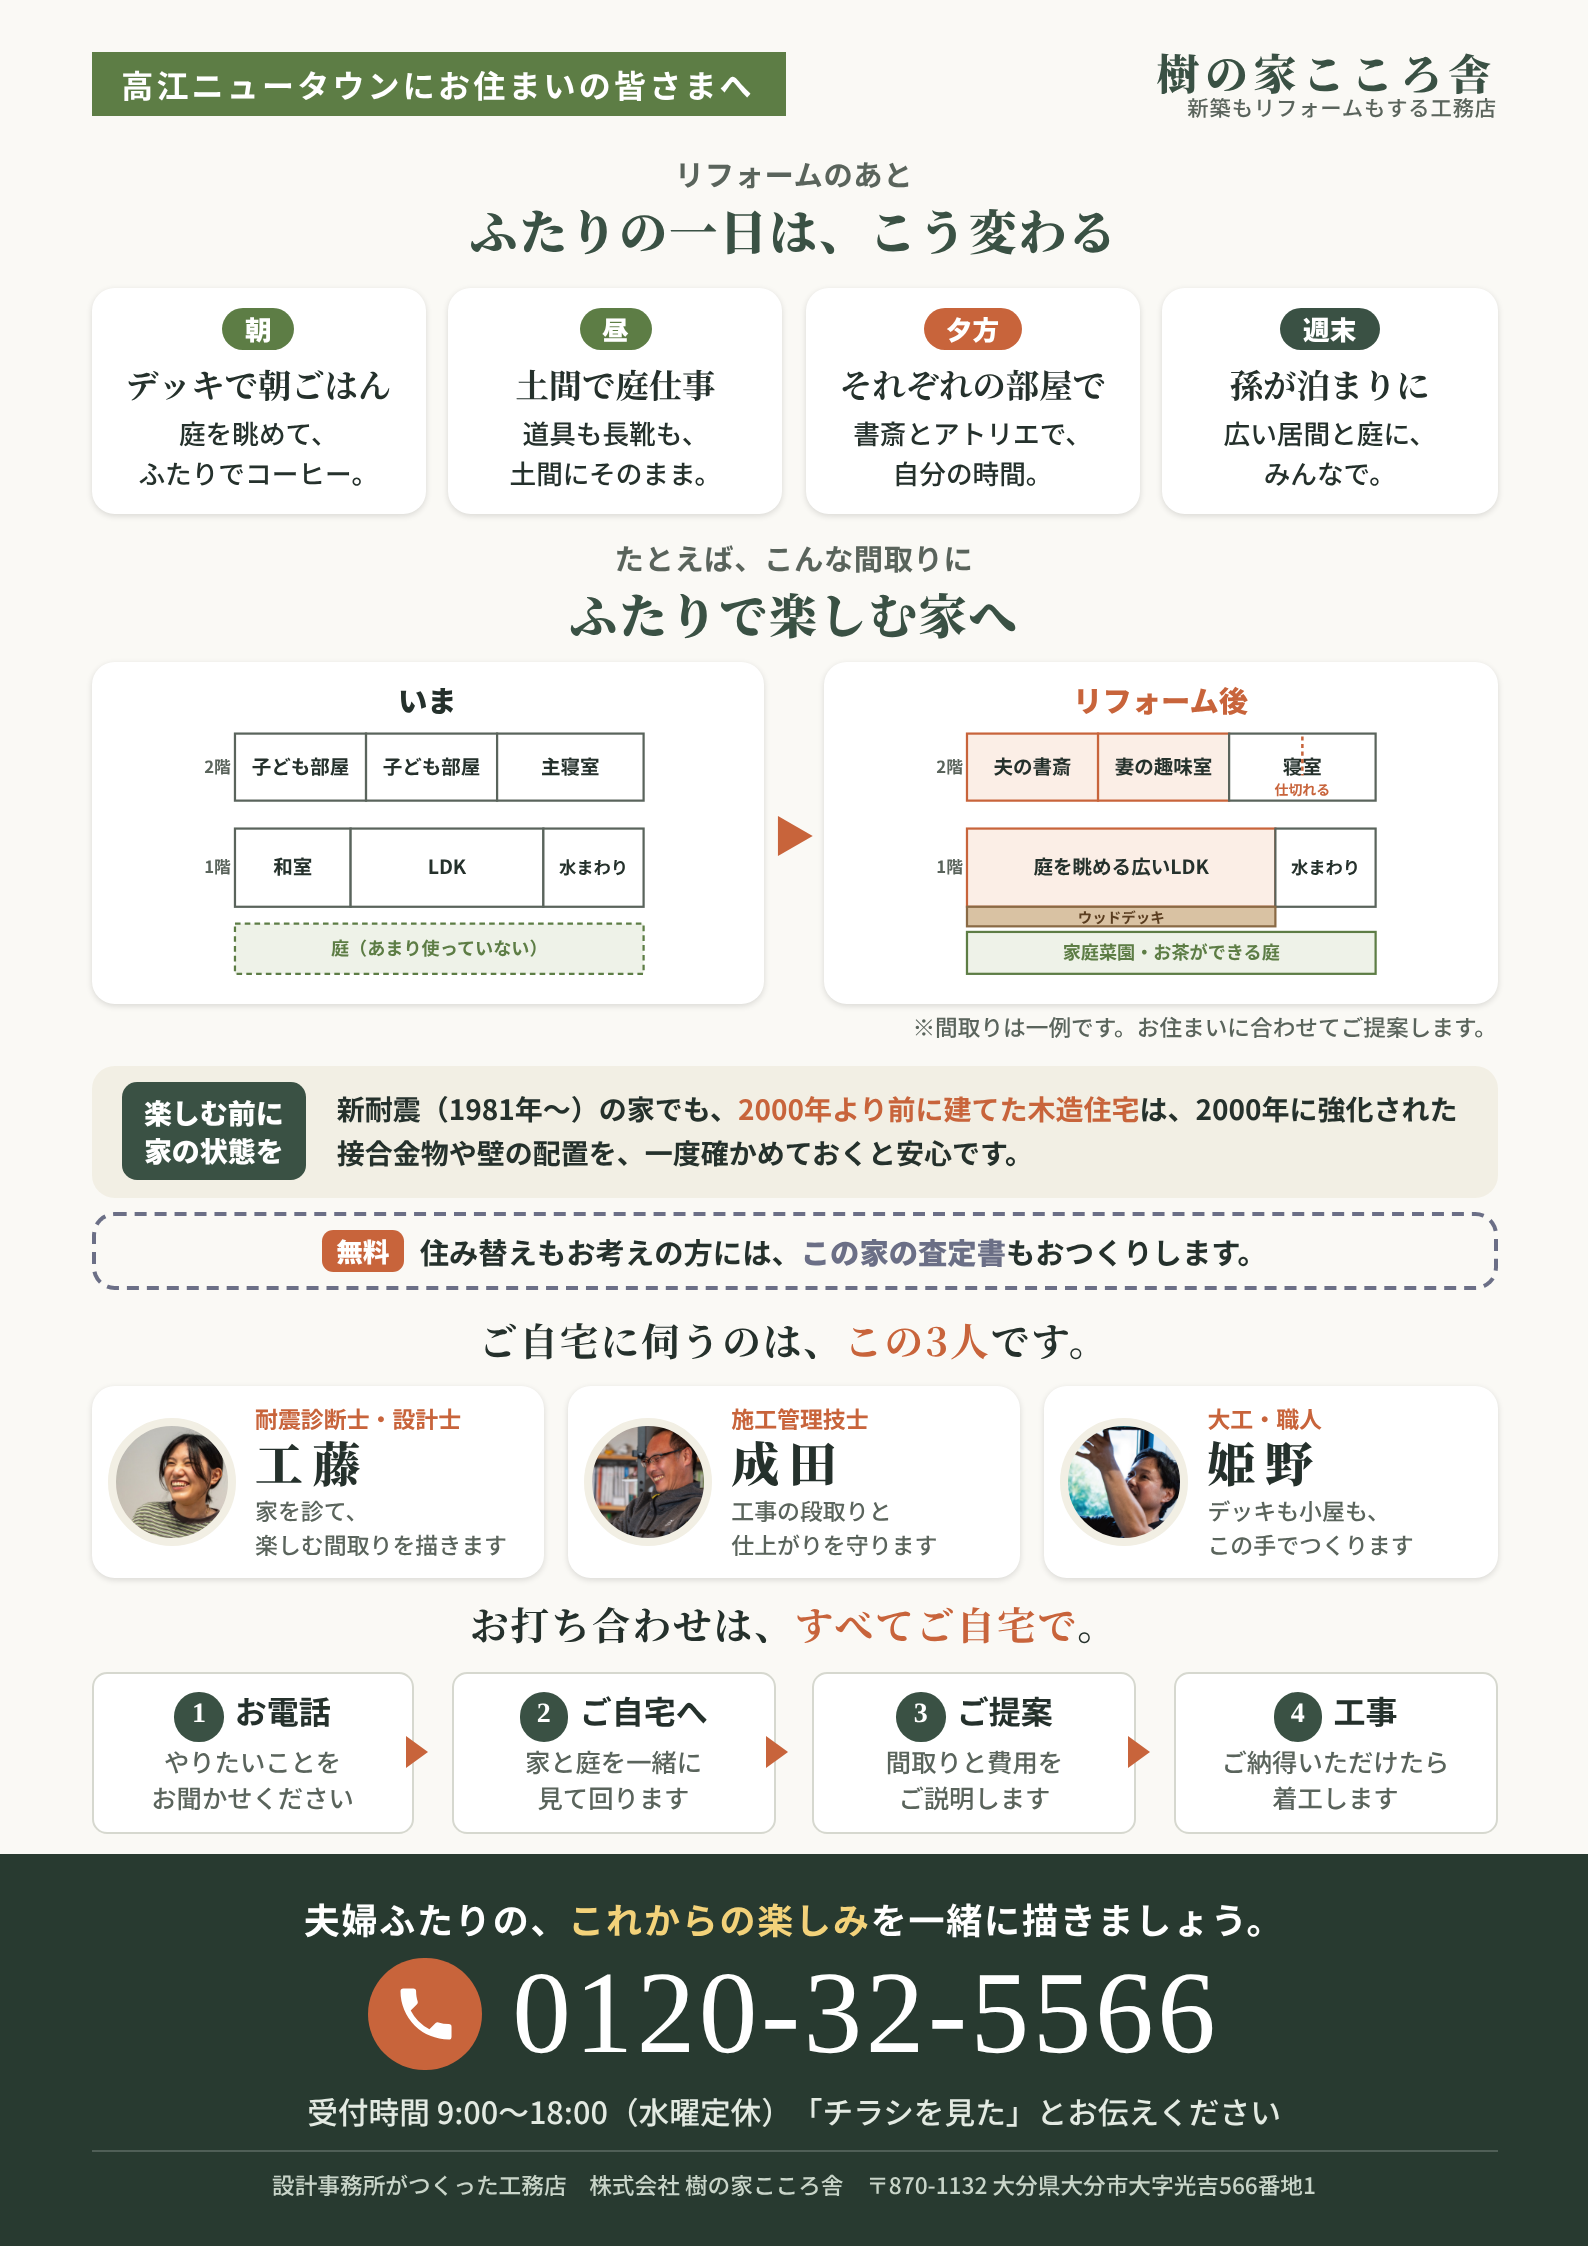 高江ニュータウンにお住まいの皆さまへ
樹の家こころ舎
新築もリフォームもする工務店
リフォームのあと
ふたりの一日は、こう変わる
朝
デッキで朝ごはん
庭を眺めて、
ふたりでコーヒー。
昼
土間で庭仕事
道具も長靴も、
土間にそのまま。
夕方
それぞれの部屋で
書斎とアトリエで、
自分の時間。
週末
孫が泊まりに
広い居間と庭に、
みんなで。
たとえば、こんな間取りに
ふたりで楽しむ家へ
いま
2階 子ども部屋 子ども部屋 主寝室
1階 和室 LDK 水まわり
庭（あまり使っていない）
リフォーム後
2階 夫の書斎 妻の趣味室 寝室
仕切れる
1階 庭を眺める広いLDK 水まわり
ウッドデッキ
家庭菜園・お茶ができる庭
※間取りは一例です。お住まいに合わせてご提案します。
楽しむ前に
家の状態を
新耐震（1981年〜）の家でも、2000年より前に建てた木造住宅は、2000年に強化された
接合金物や壁の配置を、一度確かめておくと安心です。
無料 住み替えもお考えの方には、この家の査定書もおつくりします。
ご自宅に伺うのは、この3人です。
耐震診断士・設計士
工藤
家を診て、
楽しむ間取りを描きます
施工管理技士
成田
工事の段取りと
仕上がりを守ります
大工・職人
姫野
デッキも小屋も、
この手でつくります
お打ち合わせは、すべてご自宅で。
1 お電話
やりたいことを
お聞かせください
2 ご自宅へ
家と庭を一緒に
見て回ります
3 ご提案
間取りと費用を
ご説明します
4 工事
ご納得いただけたら
着工します
夫婦ふたりの、これからの楽しみを一緒に描きましょう。
0120-32-5566
受付時間 9:00〜18:00（水曜定休）「チラシを見た」とお伝えください
設計事務所がつくった工務店 株式会社 樹の家こころ舎 〒870-1132 大分県大分市大字光吉566番地1